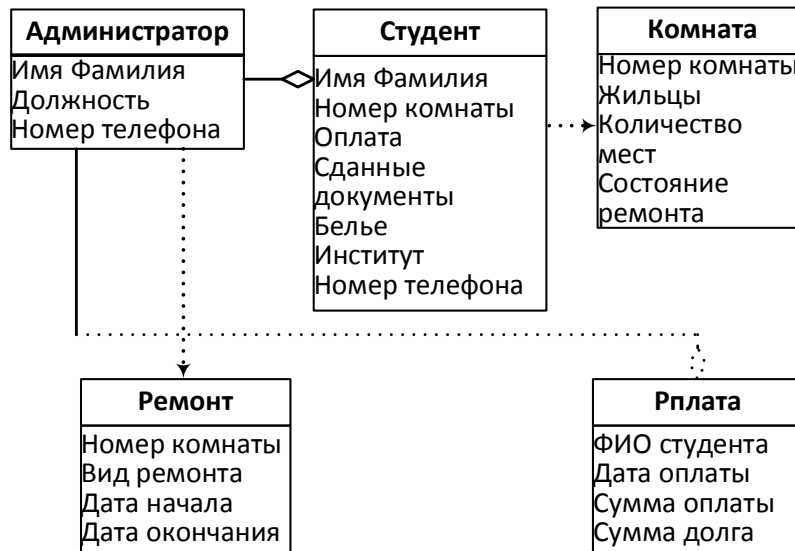 Администратор
Имя Фамилия
Должность
Номер телефона
Студент
Имя Фамилия
Номер комнаты
Оплата
Сданные
документы
Белье
Институт
Номер телефона
Комната
Номер комнаты
Жильцы
Количество
мест
Состояние
ремонта
Ремонт
Номер комнаты
Вид ремонта
Дата начала
Дата окончания
Рплата
ФИО студента
Дата оплаты
Сумма оплаты
Сумма долга